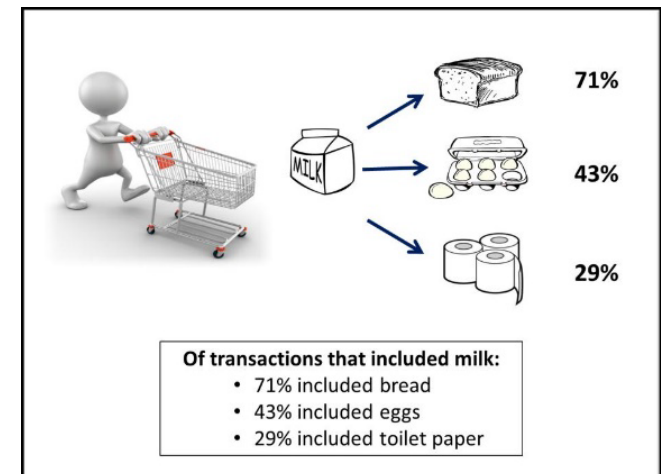 71%
MILK
43%
29%
Of transactions that included milk:
• 71% included bread
• 43% included eggs
• 29% included toilet paper